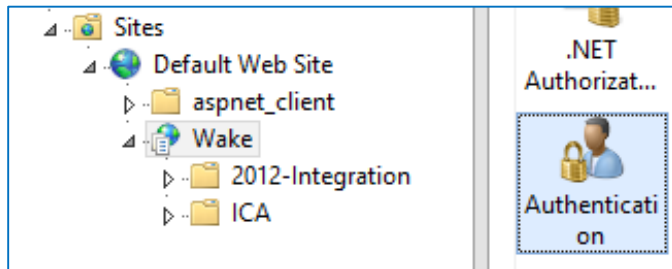 Sites
Default Web Site
aspnet_client
Wake
2012-Integration
ICA
.NET
Authorizat...
Authenticati
on